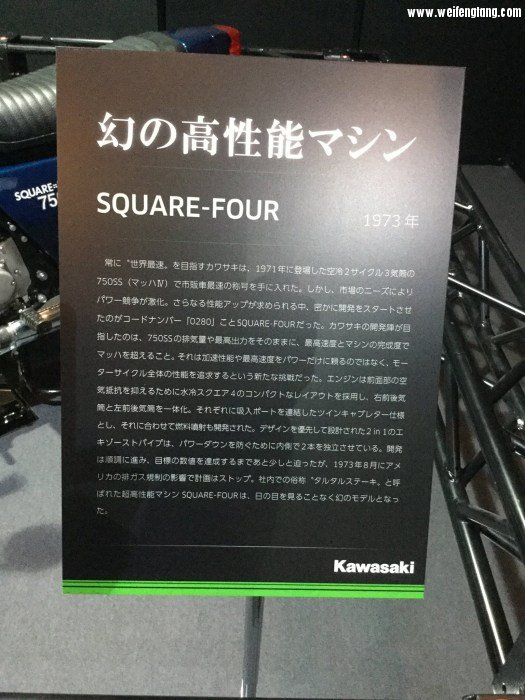 www.weifengtang.com
幻の高性能マシン
SQUARE-FOUR
1973年
常に“世界最速〟を目指すカワサキは、1971年に登場した空冷2サイクル3気筒の
750SS（マッハⅣ）で市販車最速の称号を手に入れた。しかし、市場のニーズにより
パワー競争が激化。さらなる性能アップが求められる中、密かに開発をスタートさせ
たのがコードナンバー「0280」ことSQUARE-FOURだった。カワサキの開発陣が目
指したのは、750SSの排気量や最高出力をそのままに、最高速度とマシンの完成度で
マッハを超えること。それは加速性能や最高速度をパワーだけに頼るのではなく、モー
ターサイクル全体の性能を追求するという新たな挑戦だった。エンジンは前面部の空
気抵抗を抑えるために水冷スクエア4のコンパクトなレイアウトを採用し、右前後気
筒と左前後気筒を一体化。それぞれに吸入ポートを連結したツインキャブレター仕様
とし、それに合わせて燃料噴射も開発された。デザインを優先して設計された2 in 1のエ
キゾーストパイプは、パワーダウンを防ぐために内側で2本を独立させている。開発
は順調に進み、目標の数値を達成するまであと少しと迫ったが、1973年8月にアメ
リカの排ガス規制の影響で計画はストップ。社内での俗称“タルタルステーキ〟と呼
ばれた超高性能マシンSQUARE-FOURは、日の目を見ることなく幻のモデルとなっ
た。
Kawasaki
SQUARE-
750